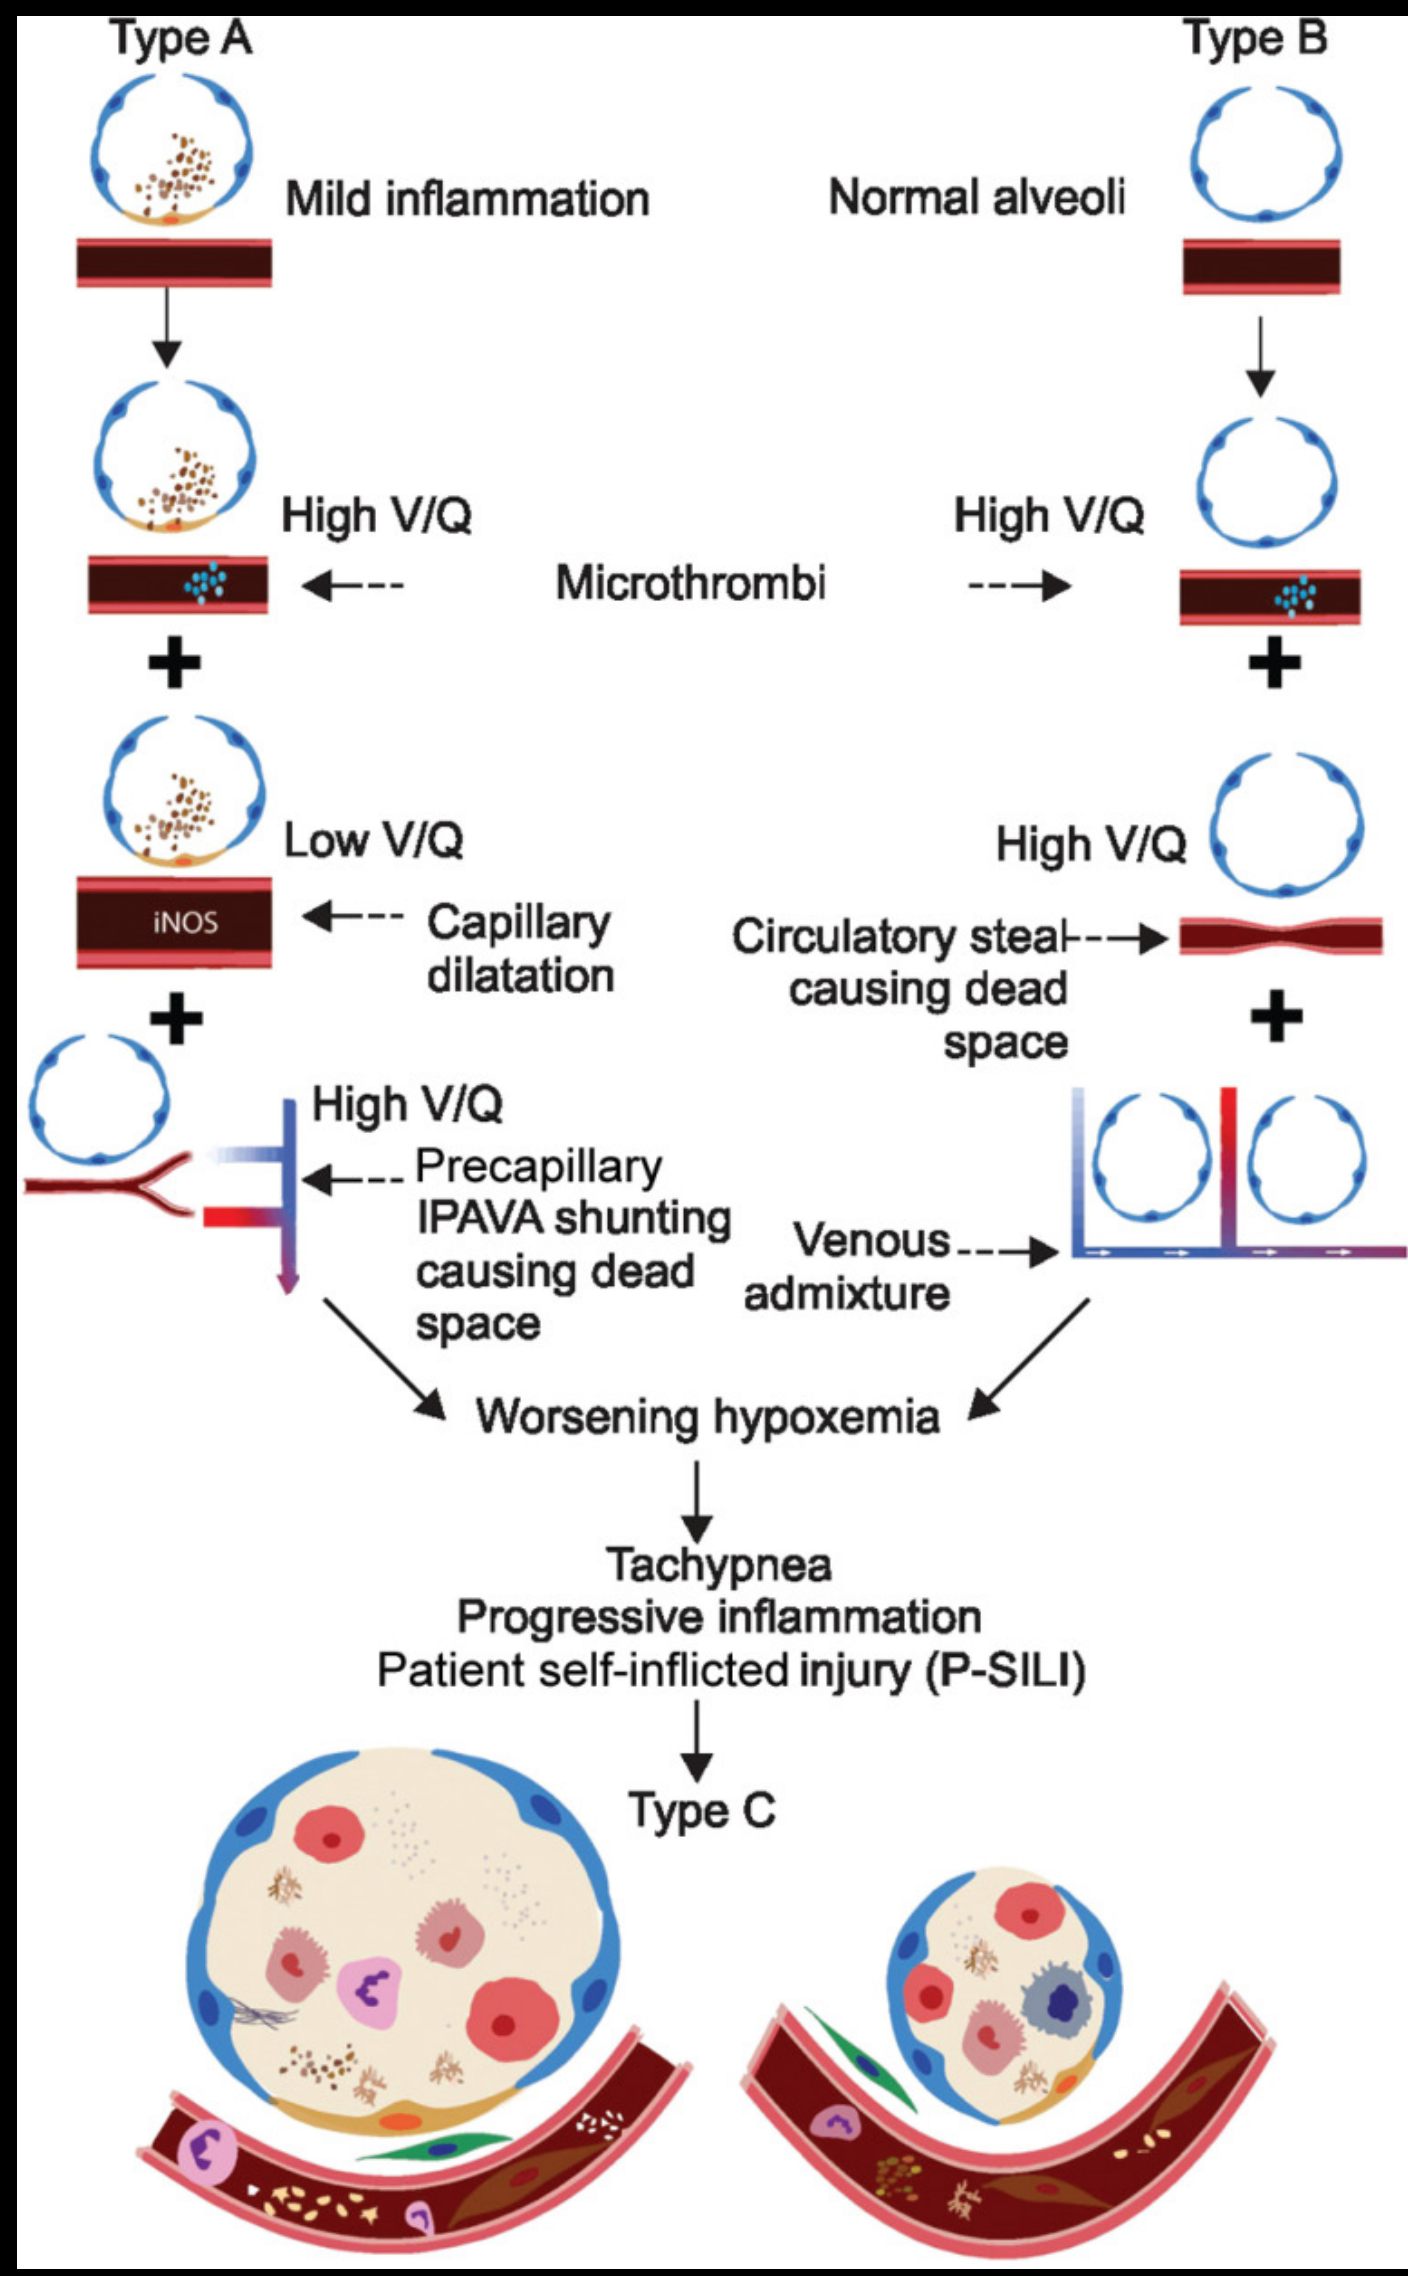 Type A
Type B
Mild inflammation
Normal alveoli
High V/Q
High V/Q
Microthrombi
Low V/Q
High V/Q
iNOS
Capillary
dilatation
Circulatory steal
causing dead
space
High V/Q
Precapillary
IPAVA shunting
causing dead
space
Venous
admixture
Worsening hypoxemia
Tachypnea
Progressive inflammation
Patient self-inflicted injury (P-SILI)
Type C